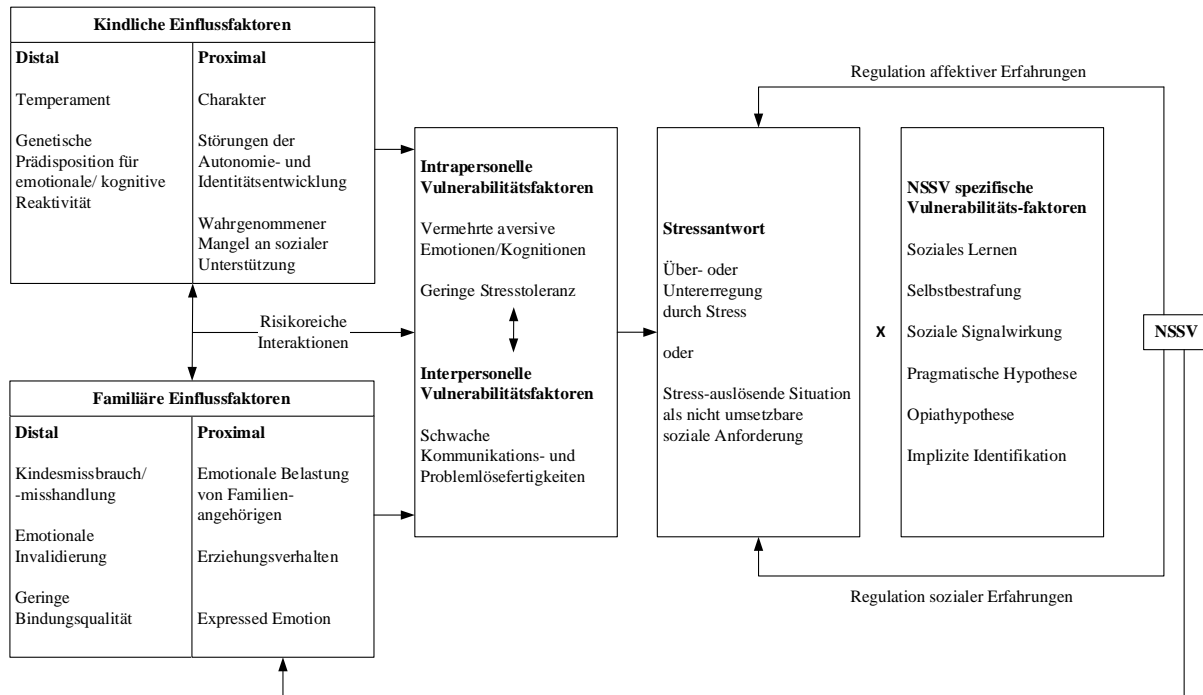 Kindliche Einflussfaktoren
Distal
Temperament
Genetische
Prädisposition für
emotionale/ kognitive
Reaktivität
Proximal
Charakter
Störungen der
Autonomie- und
Identitätsentwicklung
Wahrgenommener
Mangel an sozialer
Unterstützung
Risikoreiche
Interaktionen
Familiäre Einflussfaktoren
Distal
Kindesmissbrauch/
-misshandlung
Emotionale
Invalidierung
Geringe
Bindungsqualität
Proximal
Emotionale Belastung
von Familien-
angehörigen
Erziehungsverhalten
Expressed Emotion
Intrapersonelle
Vulnerabilitätsfaktoren
Vermehrte aversive
Emotionen/Kognitionen
Geringe Stresstoleranz
Interpersonelle
Vulnerabilitätsfaktoren
Schwache
Kommunikations- und
Problemlösefertigkeiten
Regulation affektiver Erfahrungen
Stressantwort
Über- oder
Untererregung
durch Stress
oder
Stress-auslösende Situation
als nicht umsetzbare
soziale Anforderung
x
NSSV spezifische
Vulnerabilitäts-faktoren
Soziales Lernen
Selbstbestrafung
Soziale Signalwirkung
Pragmatische Hypothese
Opiathypothese
Implizite Identifikation
NSSV
Regulation sozialer Erfahrungen